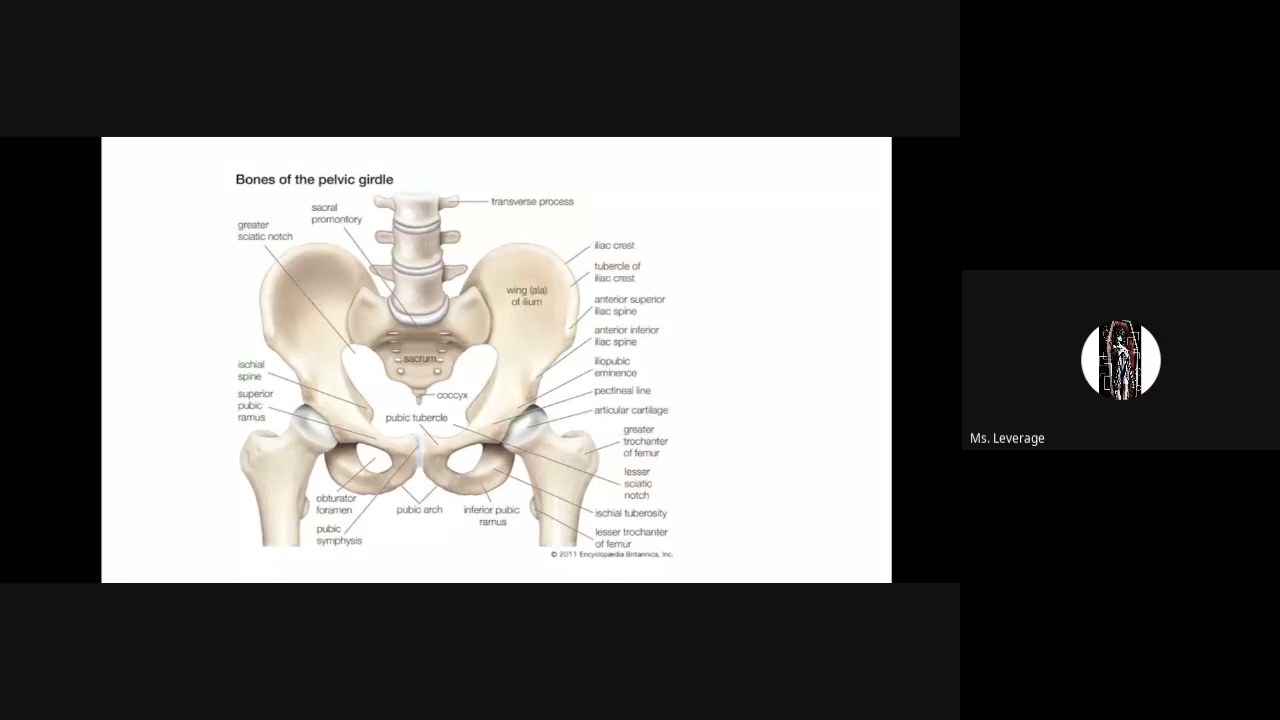 Bones of the pelvic girdle
sacral
promontory
transverse process
greater
sciatic notch
iliac crest
tubercle of
iliac crest
wing (ala)
of ilium
anterior superior
iliac spine
anterior inferior
iliac spine
sacrum
ischial
spine
iliopubic
eminence
superior
pubic
ramus
coccyx
pectineal line
pubic tubercle
articular cartilage
greater
trochanter
of femur
lesser
sciatic
notch
obturator
foramen
pubic arch
inferior pubic
ramus
ischial tuberosity
pubic
symphysis
lesser trochanter
of femur
© 2011 Encyclopædia Britannica, Inc.
Ms. Leverage